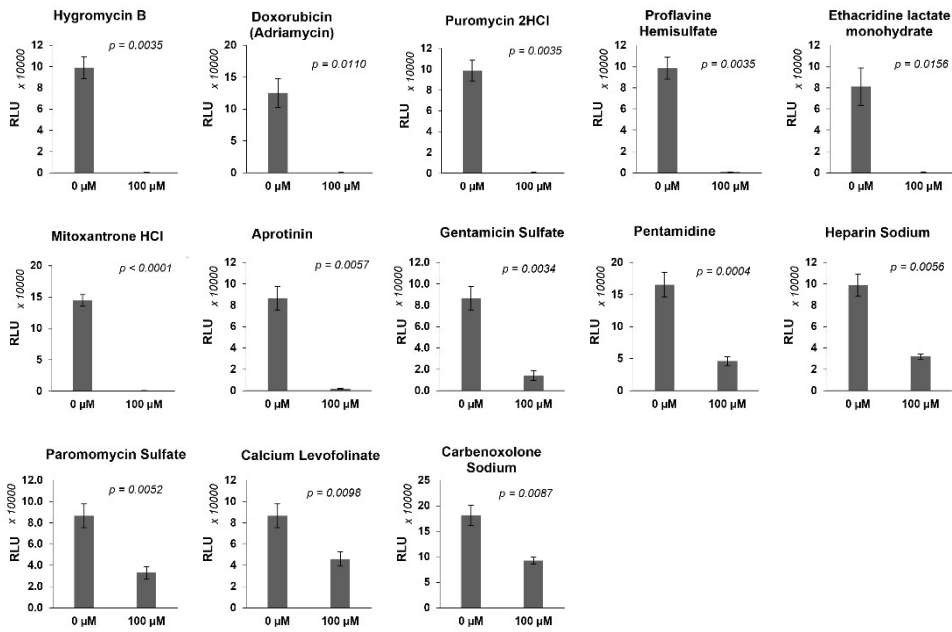 Hygromycin B
x 10000
RLU
12
10
8
6
4
2
0
p = 0.0035
0 µM 100 µM
Doxorubicin
(Adriamycin)
x 10000
RLU
20
15
10
5
0
p = 0.0110
0 µM 100 µM
Puromycin 2HCl
x 10000
RLU
12
10
8
6
4
2
0
p = 0.0035
0 µM 100 µM
Proflavine
Hemisulfate
x 10000
RLU
12
10
8
6
4
2
0
p = 0.0035
0 µM 100 µM
Ethacridine lactate
monohydrate
x 10000
RLU
12
10
8
6
4
2
0
p = 0.0156
0 µM 100 µM
Mitoxantrone HCl
x 10000
RLU
20
15
10
5
0
p < 0.0001
0 µM 100 µM
Aprotinin
x 10000
RLU
12
10
8
6
4
2
0
p = 0.0057
0 µM 100 µM
Gentamicin Sulfate
x 10000
RLU
12.0
10.0
8.0
6.0
4.0
2.0
0.0
p = 0.0034
0 µM 100 µM
Pentamidine
x 10000
RLU
20
15
10
5
0
p = 0.0004
0 µM 100 µM
Heparin Sodium
x 10000
RLU
12
10
8
6
4
2
0
p = 0.0056
0 µM 100 µM
Paromomycin Sulfate
x 10000
RLU
12.0
10.0
8.0
6.0
4.0
2.0
0.0
p = 0.0052
0 µM 100 µM
Calcium Levofolinate
x 10000
RLU
12
10
8
6
4
2
0
p = 0.0098
0 µM 100 µM
Carbenoxolone
Sodium
x 10000
RLU
25
20
15
10
5
0
p = 0.0087
0 µM 100 µM